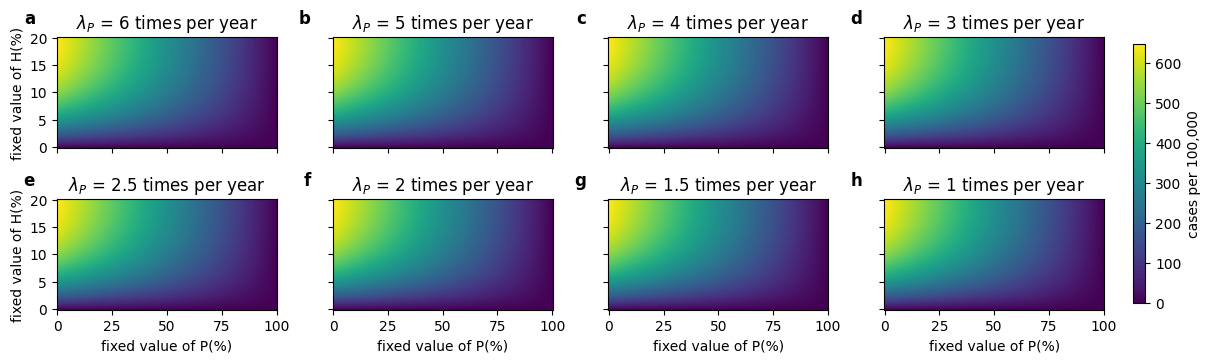 a
λP = 6 times per year
b
λP = 5 times per year
c
λP = 4 times per year
d
λP = 3 times per year
fixed value of H(%)
20
15
10
5
0
e
λP = 2.5 times per year
f
λP = 2 times per year
g
λP = 1.5 times per year
h
λP = 1 times per year
fixed value of H(%)
20
15
10
5
0
0 25 50 75 100
fixed value of P(%)
0 25 50 75 100
fixed value of P(%)
0 25 50 75 100
fixed value of P(%)
0 25 50 75 100
fixed value of P(%)
600
500
400
300
200
100
0
cases per 100,000